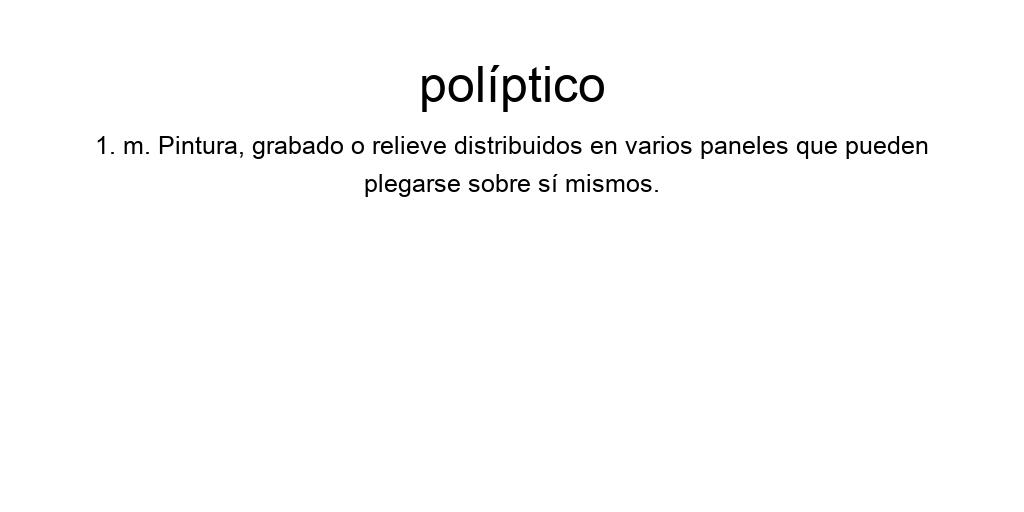 políptico
1. m. Pintura, grabado o relieve distribuidos en varios paneles que pueden
plegarse sobre sí mismos.